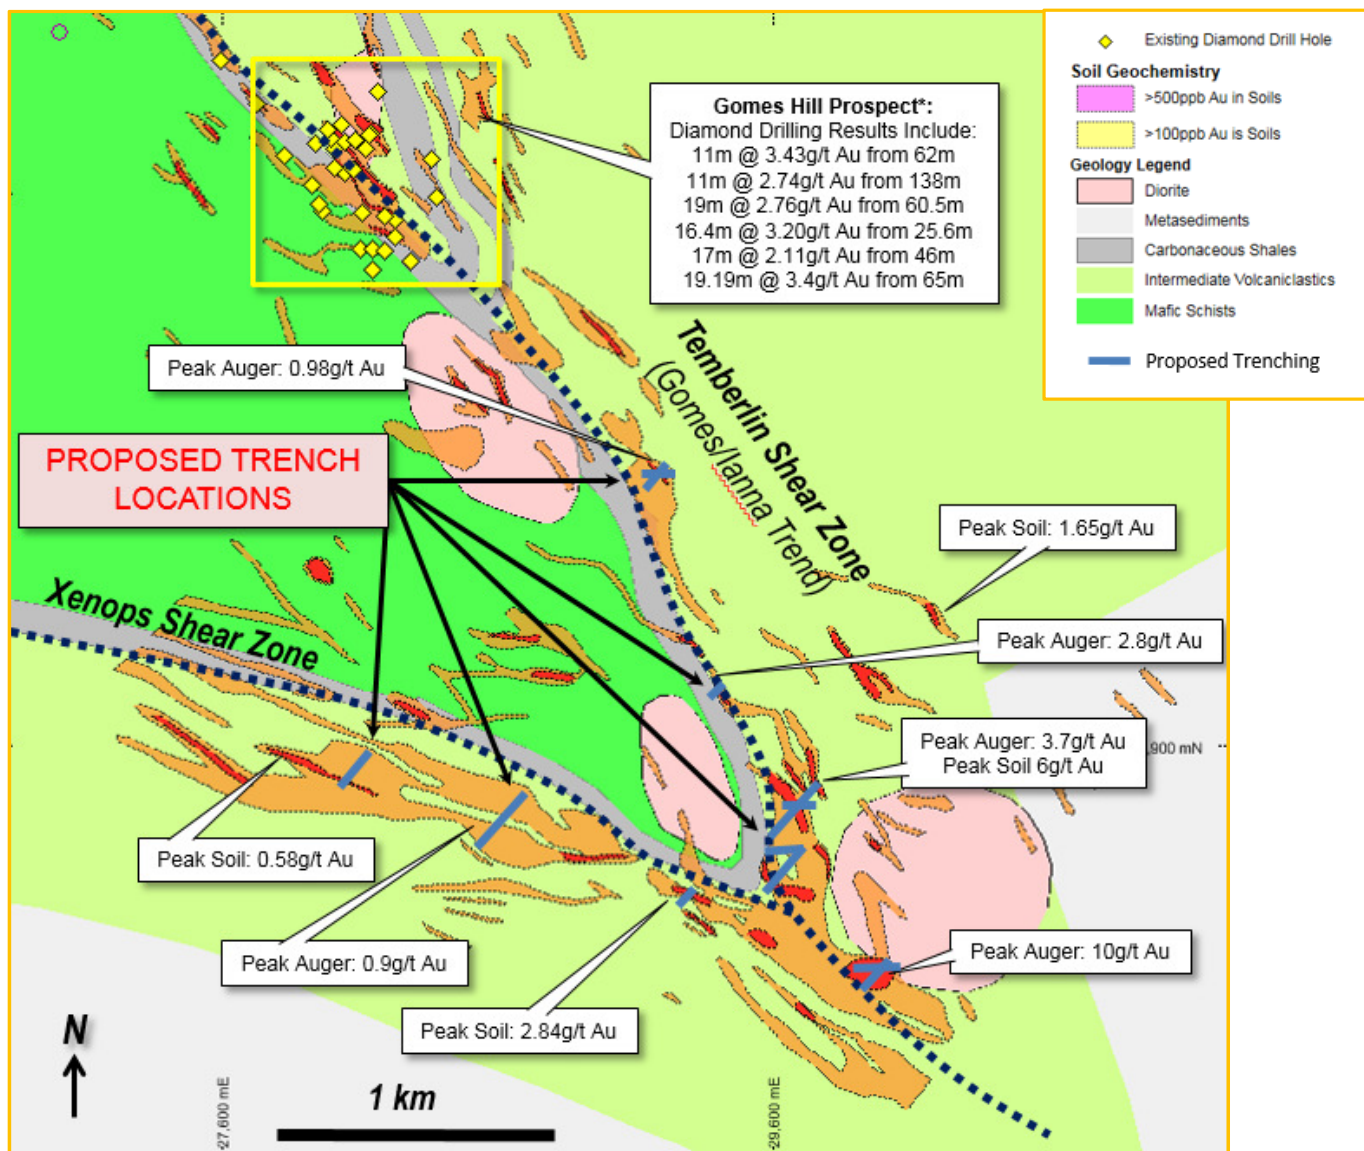 Existing Diamond Drill Hole
Soil Geochemistry
>500ppb Au in Soils
>100ppb Au is Soils
Geology Legend
Diorite
Metasediments
Carbonaceous Shales
Intermediate Volcaniclastics
Mafic Schists
Proposed Trenching
Gomes Hill Prospect*:
Diamond Drilling Results Include:
11m @ 3.43g/t Au from 62m
11m @ 2.74g/t Au from 138m
19m @ 2.76g/t Au from 60.5m
16.4m @ 3.20g/t Au from 25.6m
17m @ 2.11g/t Au from 46m
19.19m @ 3.4g/t Au from 65m
Peak Auger: 0.98g/t Au
Temberlin Shear Zone
(Gomes/Ianna Trend)
PROPOSED TRENCH
LOCATIONS
Peak Soil: 1.65g/t Au
Xenops Shear Zone
Peak Auger: 2.8g/t Au
Peak Auger: 3.7g/t Au
Peak Soil 6g/t Au
,900 mN
Peak Soil: 0.58g/t Au
Peak Auger: 0.9g/t Au
Peak Auger: 10g/t Au
Peak Soil: 2.84g/t Au
N
1 km
27,600 mE
29,600 mE